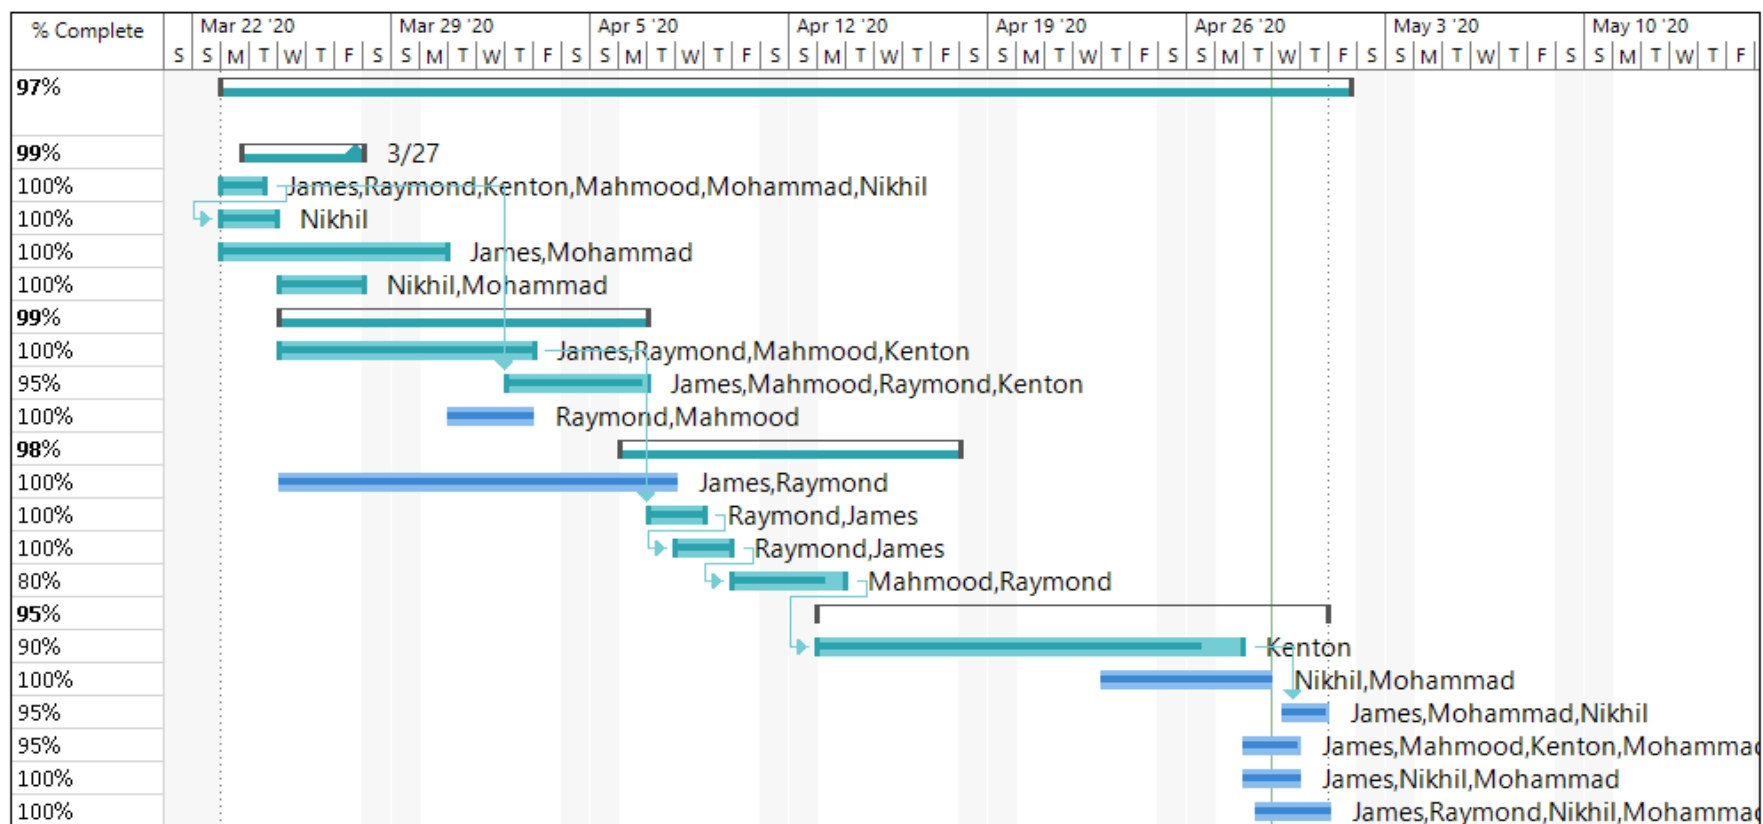 % Complete
Mar 22 '20 Mar 29 '20 Apr 5 '20 Apr 12 '20 Apr 19 '20 Apr 26 '20 May 3 '20 May 10 '20
S S M T W T F S S M T W T F S S M T W T F S S M T W T F S S M T W T F S S M T W T F S S M T W T F S S M T W T F
97%
99% 3/27
100% James,Raymond,Kenton,Mahmood,Mohammad,Nikhil
100% Nikhil
100% James,Mohammad
100% Nikhil,Mohammad
99%
100% James,Raymond,Mahmood,Kenton
95% James,Mahmood,Raymond,Kenton
100% Raymond,Mahmood
98%
100% James,Raymond
100% Raymond,James
100% Raymond,James
80% Mahmood,Raymond
95%
90% Kenton
100% Nikhil,Mohammad
95% James,Mohammad,Nikhil
95% James,Mahmood,Kenton,Mohammad
100% James,Nikhil,Mohammad
100% James,Raymond,Nikhil,Mohammad